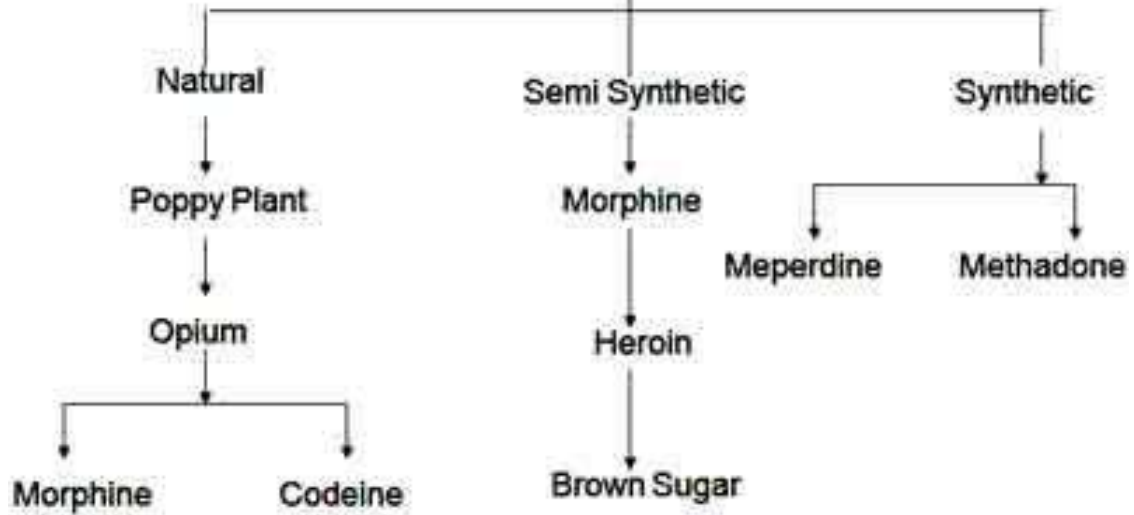 Natural
Semi Synthetic
Synthetic
Poppy Plant
Morphine
Meperdine
Methadone
Opium
Heroin
Morphine
Codeine
Brown Sugar